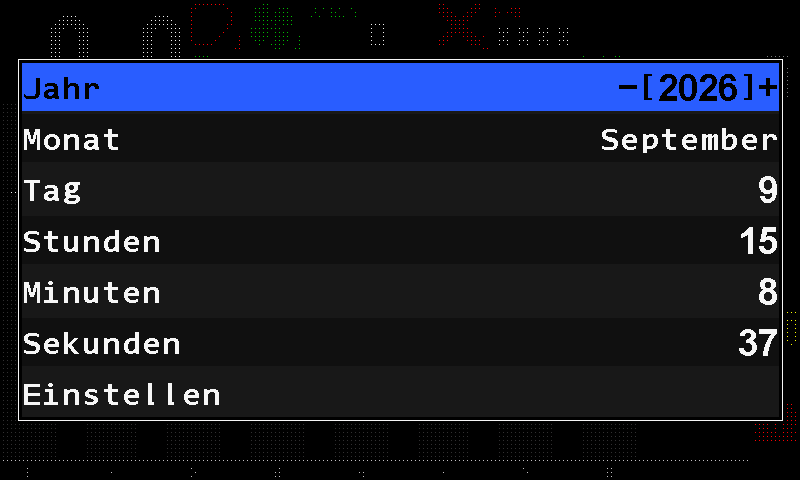 Jahr -[2026]+
Monat September
Tag 9
Stunden 15
Minuten 8
Sekunden 37
Einstellen